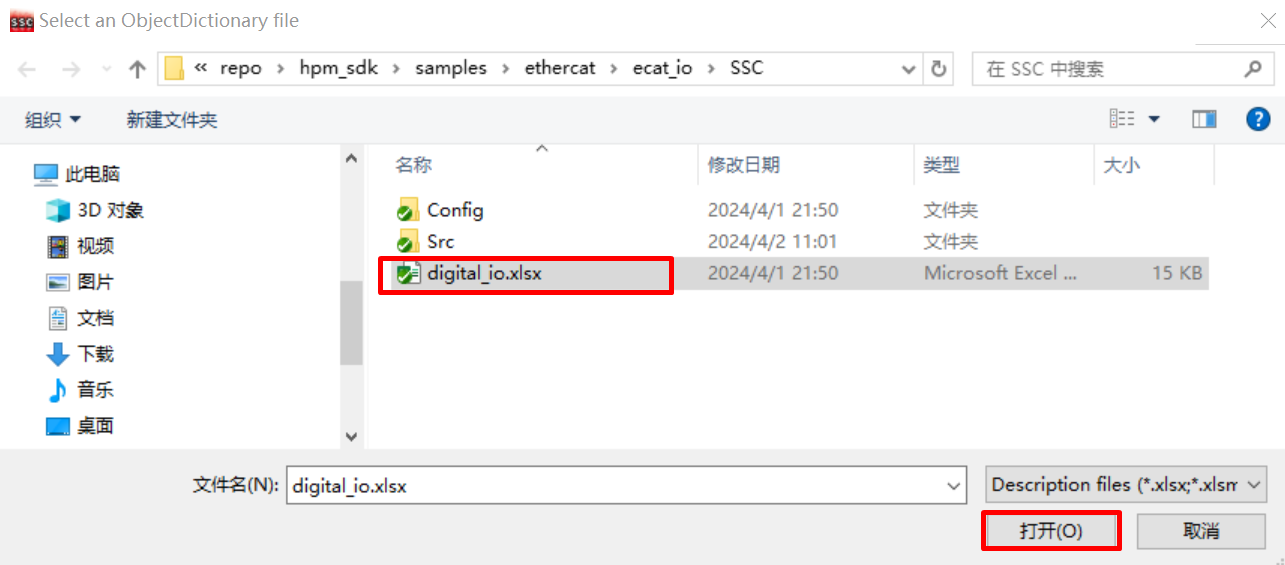 SSC Select an ObjectDictionary file
« repo › hpm_sdk › samples › ethercat › ecat_io › SSC
在 SSC 中搜索
组织 新建文件夹 ?
此电脑
3D 对象
视频
图片
文档
下载
音乐
桌面
名称 修改日期 类型 大小
Config 2024/4/1 21:50 文件夹
Src 2024/4/2 11:01 文件夹
digital_io.xlsx 2024/4/1 21:50 Microsoft Excel ... 15 KB
文件名(N): digital_io.xlsx Description files (*.xlsx;*.xlsm
打开(O) 取消